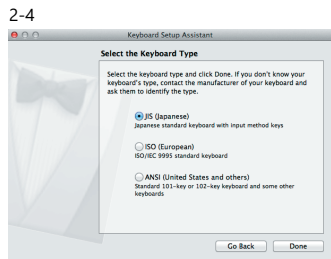 2-4
Keyboard Setup Assistant
Select the Keyboard Type
Select the keyboard type and click Done. If you don't know your
keyboard's type, contact the manufacturer of your keyboard and
ask them to identify the type.
JIS (Japanese)
Japanese standard keyboard with input method keys
ISO (European)
ISO/IEC 9995 standard keyboard
ANSI (United States and others)
Standard 101-key or 102-key keyboard and some other
keyboards
Go Back Done